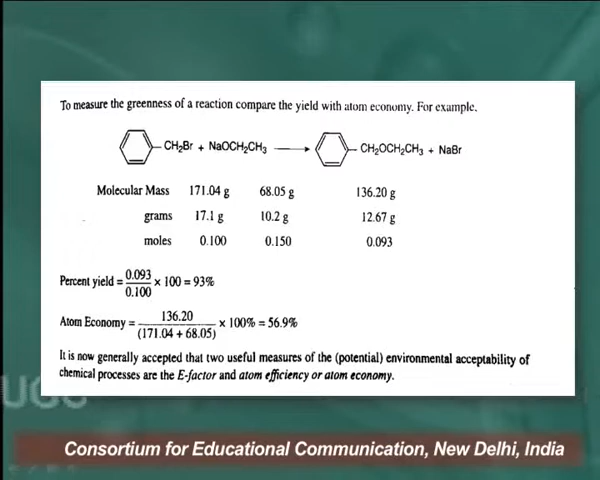 To measure the greenness of a reaction compare the yield with atom economy. For example,
CH₂Br + NaOCH₂CH₃ ⟶ CH₂OCH₂CH₃ + NaBr
Molecular Mass 171.04 g 68.05 g 136.20 g
grams 17.1 g 10.2 g 12.67 g
moles 0.100 0.150 0.093
Percent yield = 0.093/0.100 × 100 = 93%
Atom Economy = 136.20/(171.04 + 68.05) × 100% = 56.9%
It is now generally accepted that two useful measures of the (potential) environmental acceptability of
chemical processes are the E-factor and atom efficiency or atom economy.
UGC
Consortium for Educational Communication, New Delhi, India